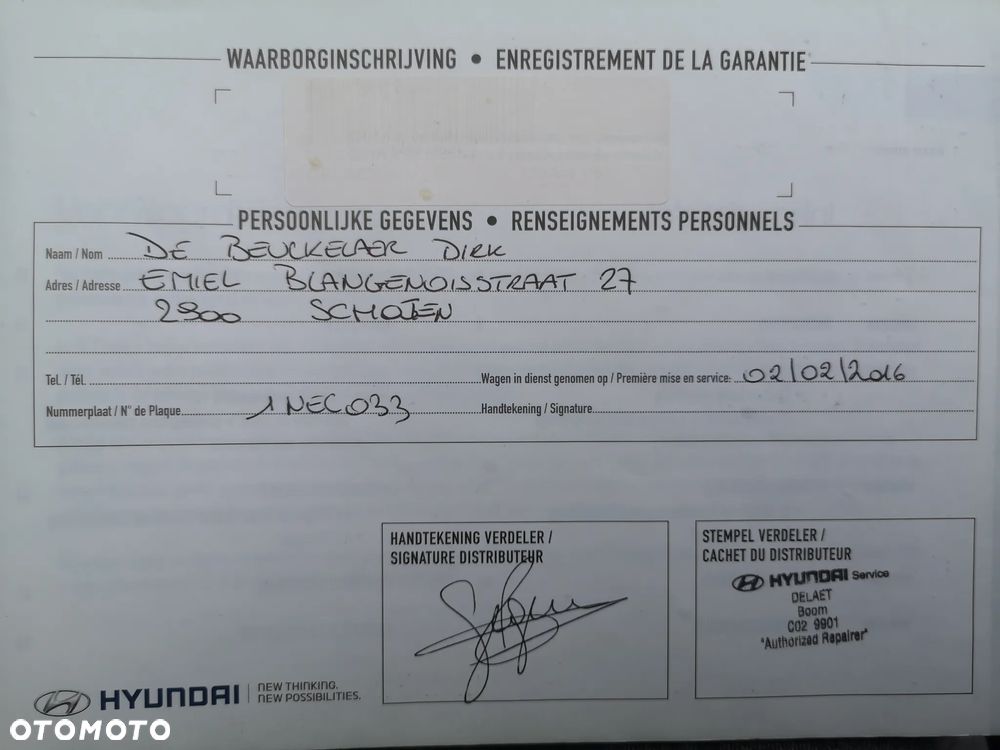 WAARBORGINSCHRIJVING • ENREGISTREMENT DE LA GARANTIE
PERSOONLIJKE GEGEVENS • RENSEIGNEMENTS PERSONNELS
Naam / Nom DE BEUCKELAER DIRK
Adres / Adresse EMIEL BLANGENOISSTRAAT 27
2900 SCHOTEN
Tel. / Tél. Wagen in dienst genomen op / Première mise en service: 02/02/2016
Nummerplaat / N° de Plaque 1 NEC 033 Handtekening / Signature
HANDTEKENING VERDELER /
SIGNATURE DISTRIBUTEUR
STEMPEL VERDELER /
CACHET DU DISTRIBUTEUR
HYUNDAI Service
DELAET
Boom
C02 9901
"Authorized Repairer"
HYUNDAI NEW THINKING.
NEW POSSIBILITIES.
OTOMOTO